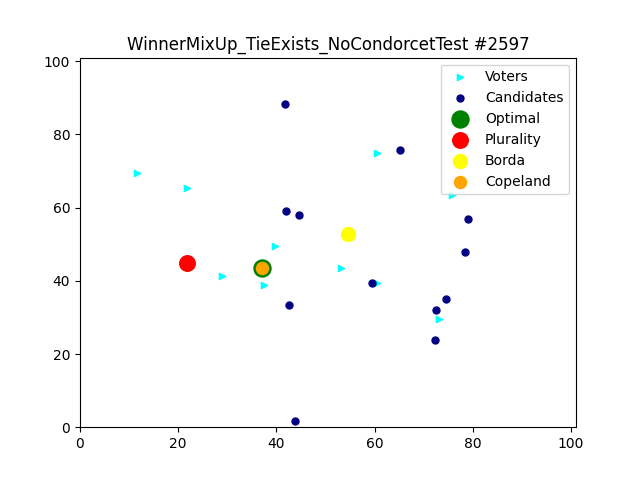 WinnerMixUp_TieExists_NoCondorcetTest #2597
100
80
60
40
20
0
0 20 40 60 80 100
Voters
Candidates
Optimal
Plurality
Borda
Copeland